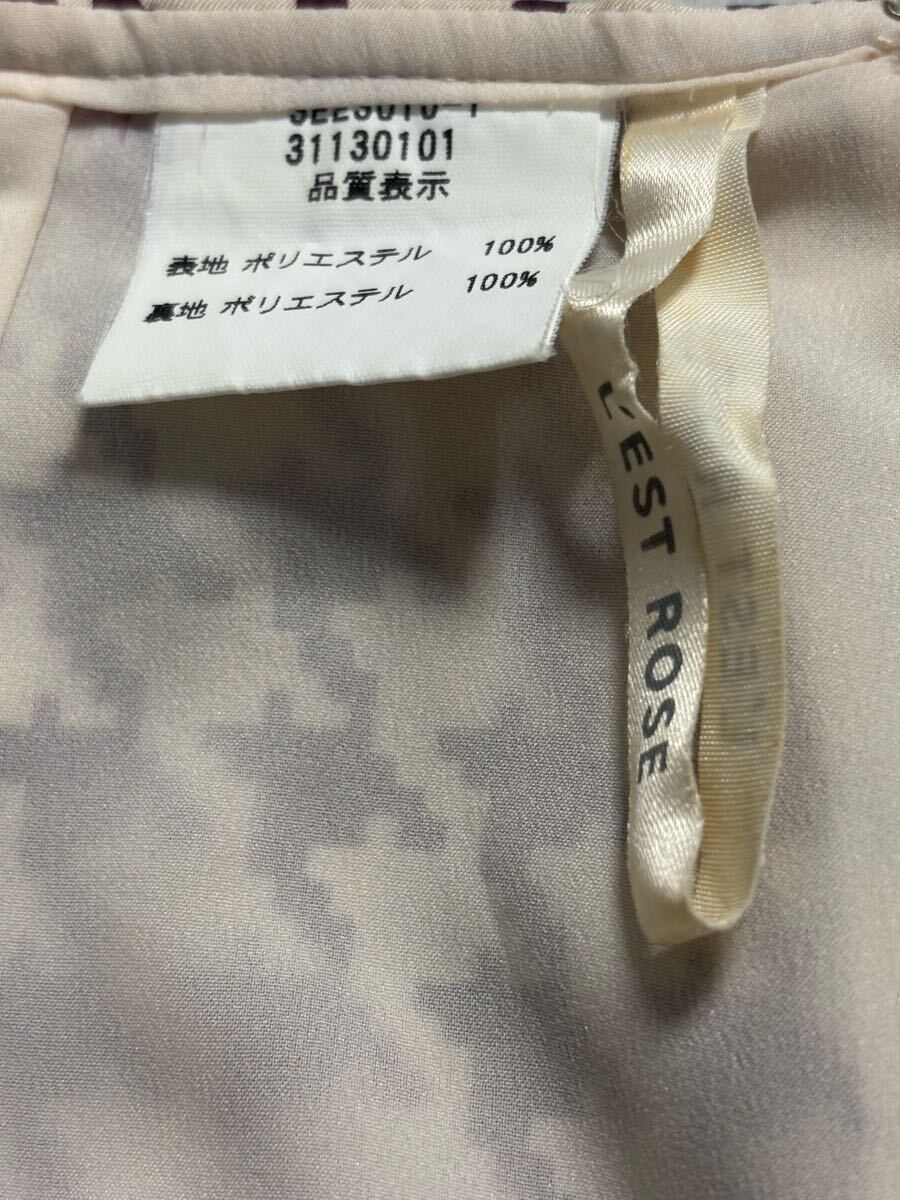 31130101
品質表示
表地 ポリエステル 100%
裏地 ポリエステル 100%
L'EST ROSE